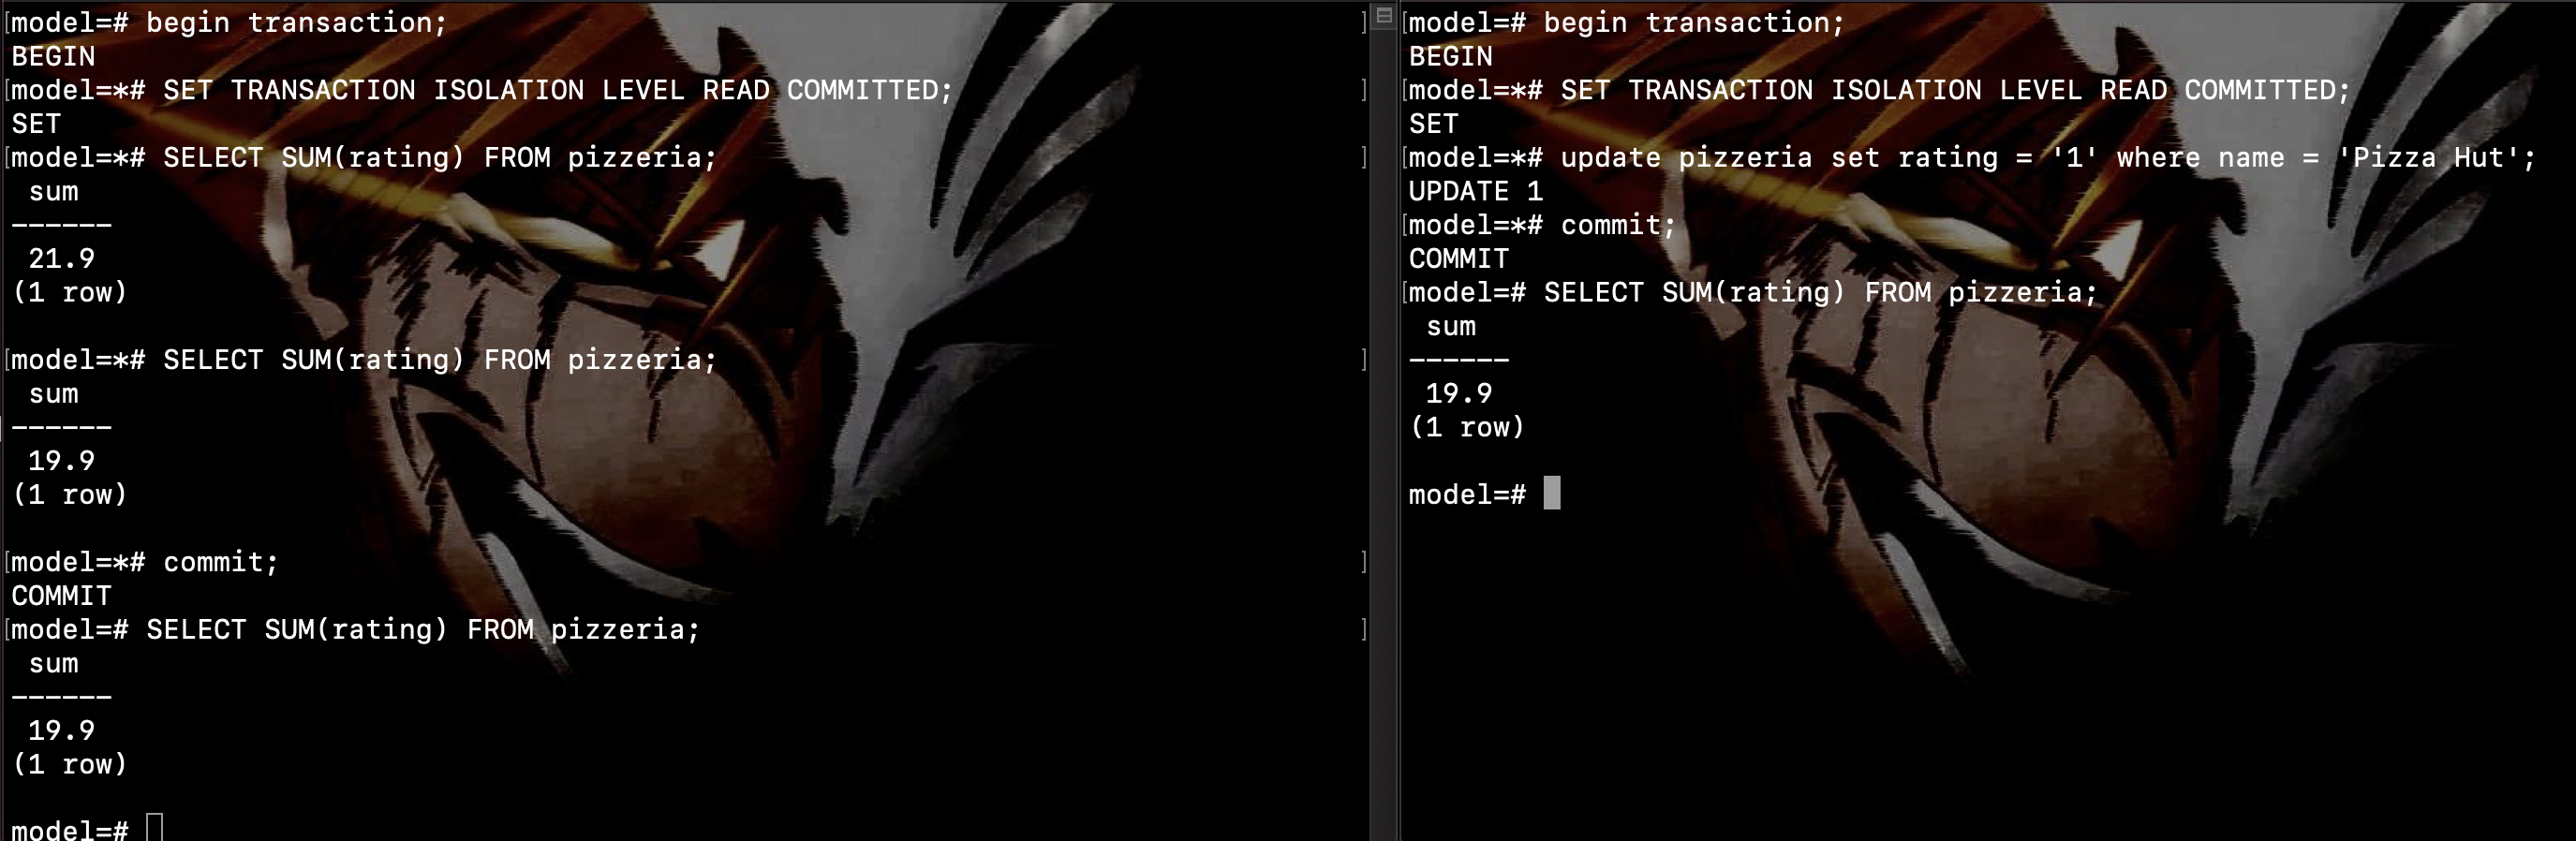 model=# begin transaction;
BEGIN
model=*# SET TRANSACTION ISOLATION LEVEL READ COMMITTED;
SET
model=*# SELECT SUM(rating) FROM pizzeria;
sum
------
21.9
(1 row)
model=*# SELECT SUM(rating) FROM pizzeria;
sum
------
19.9
(1 row)
model=*# commit;
COMMIT
model=# SELECT SUM(rating) FROM pizzeria;
sum
------
19.9
(1 row)
model=#
model=# begin transaction;
BEGIN
model=*# SET TRANSACTION ISOLATION LEVEL READ COMMITTED;
SET
model=*# update pizzeria set rating = '1' where name = 'Pizza Hut';
UPDATE 1
model=*# commit;
COMMIT
model=# SELECT SUM(rating) FROM pizzeria;
sum
------
19.9
(1 row)
model=#